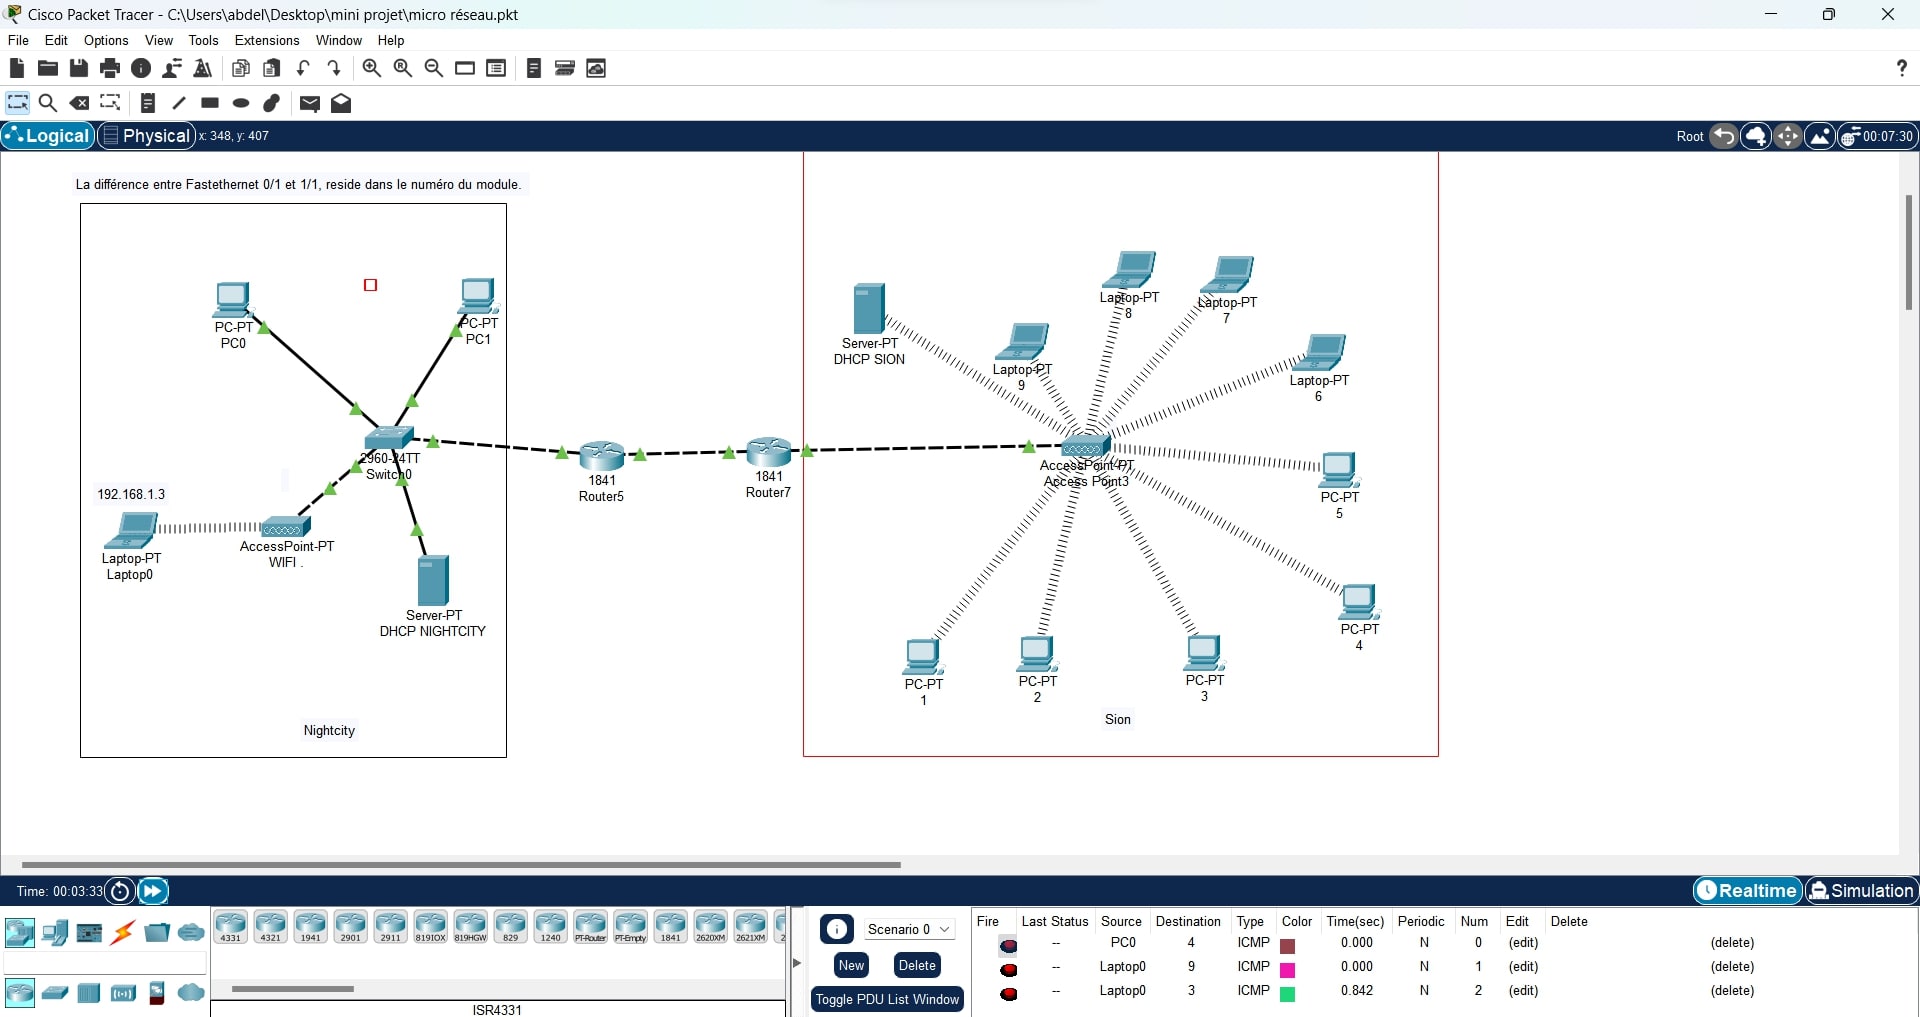 Cisco Packet Tracer - C:\Users\abdel\Desktop\mini projet\micro réseau.pkt
File Edit Options View Tools Extensions Window Help
Logical Physical x: 348, y: 407 Root 00:07:30
La différence entre Fastethernet 0/1 et 1/1, reside dans le numéro du module.
PC-PT
PC0
PC-PT
PC1
2960-24TT
Switch0
192.168.1.3
Laptop-PT
Laptop0
AccessPoint-PT
WIFI .
Server-PT
DHCP NIGHTCITY
Nightcity
1841
Router5
1841
Router7
Server-PT
DHCP SION
Laptop-PT
9
Laptop-PT
8
Laptop-PT
7
Laptop-PT
6
AccessPoint-PT
Access Point3
PC-PT
5
PC-PT
4
PC-PT
1
PC-PT
2
PC-PT
3
Sion
Time: 00:03:33 Realtime Simulation
4331 4321 1941 2901 2911 819IOX 819HGW 829 1240 PT-Router PT-Empty 1841 2620XM 2621XM 2
ISR4331
Scenario 0
New Delete
Toggle PDU List Window
Fire Last Status Source Destination Type Color Time(sec) Periodic Num Edit Delete
-- PC0 4 ICMP 0.000 N 0 (edit) (delete)
-- Laptop0 9 ICMP 0.000 N 1 (edit) (delete)
-- Laptop0 3 ICMP 0.842 N 2 (edit) (delete)